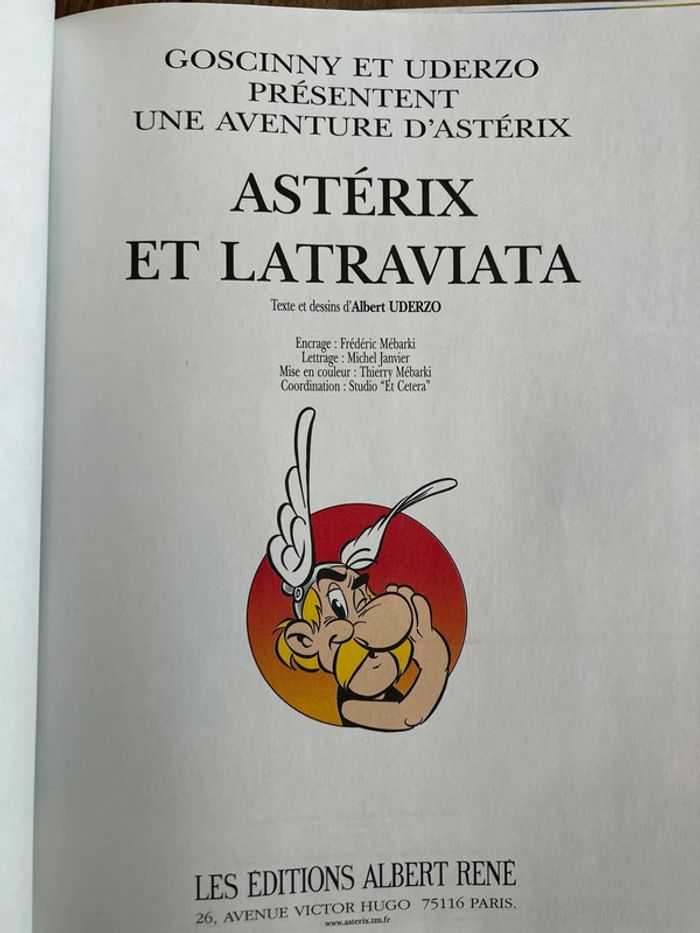 GOSCINNY ET UDERZO
PRÉSENTENT
UNE AVENTURE D'ASTÉRIX
ASTÉRIX
ET LATRAVIATA
Texte et dessins d'Albert UDERZO
Encrage : Frédéric Mébarki
Lettrage : Michel Janvier
Mise en couleur : Thierry Mébarki
Coordination : Studio “Et Cetera”
LES ÉDITIONS ALBERT RENÉ
26, AVENUE VICTOR HUGO 75116 PARIS.
www.asterix.tm.fr